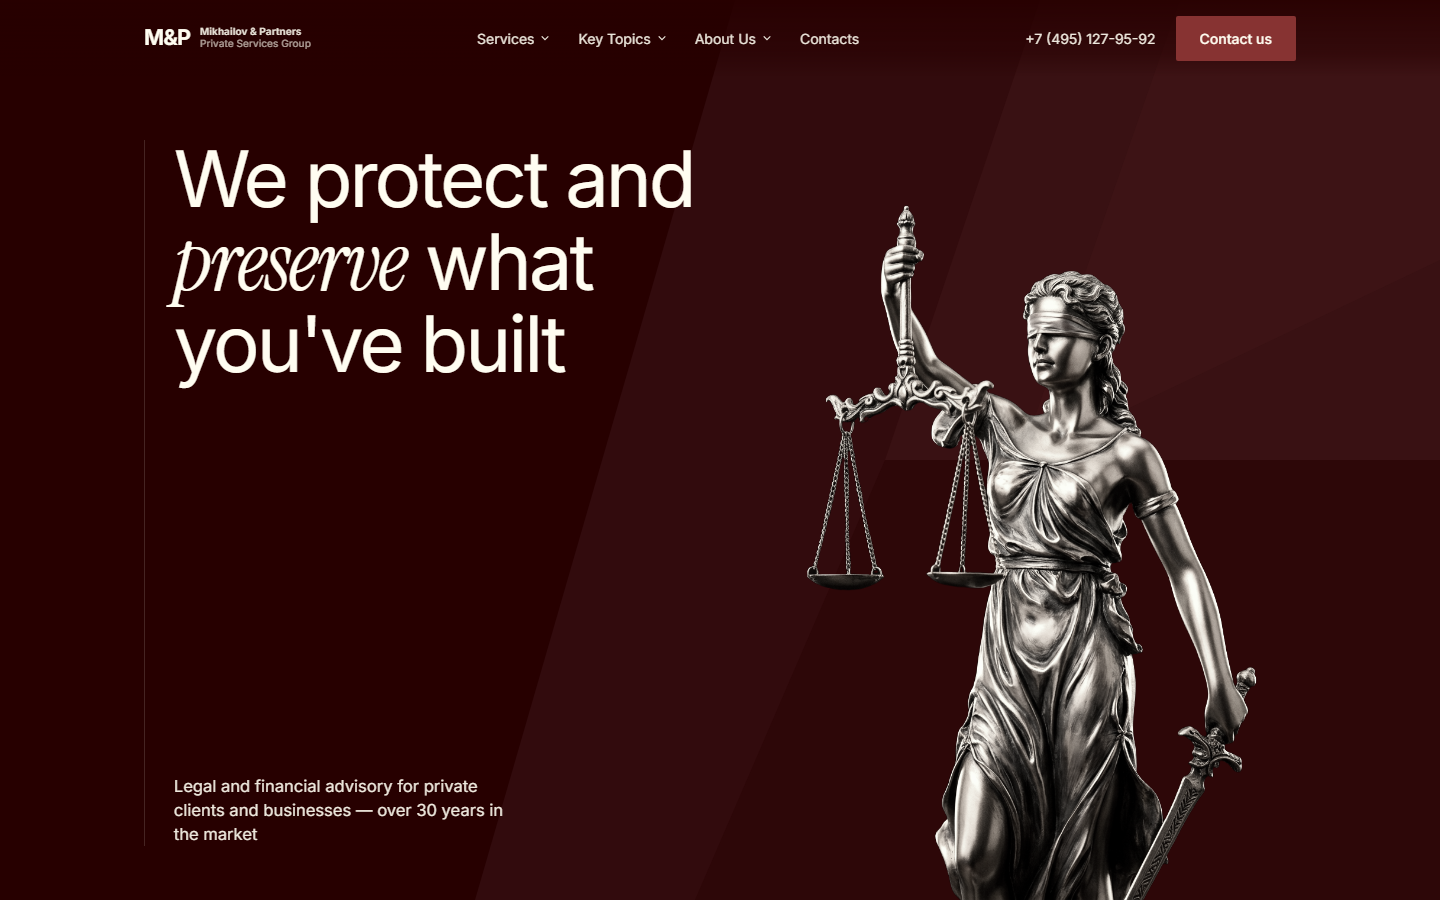 M&P
Mikhailov & Partners
Private Services Group
Services
Key Topics
About Us
Contacts
+7 (495) 127-95-92
Contact us
We protect and
preserve what
you've built
Legal and financial advisory for private
clients and businesses — over 30 years in
the market